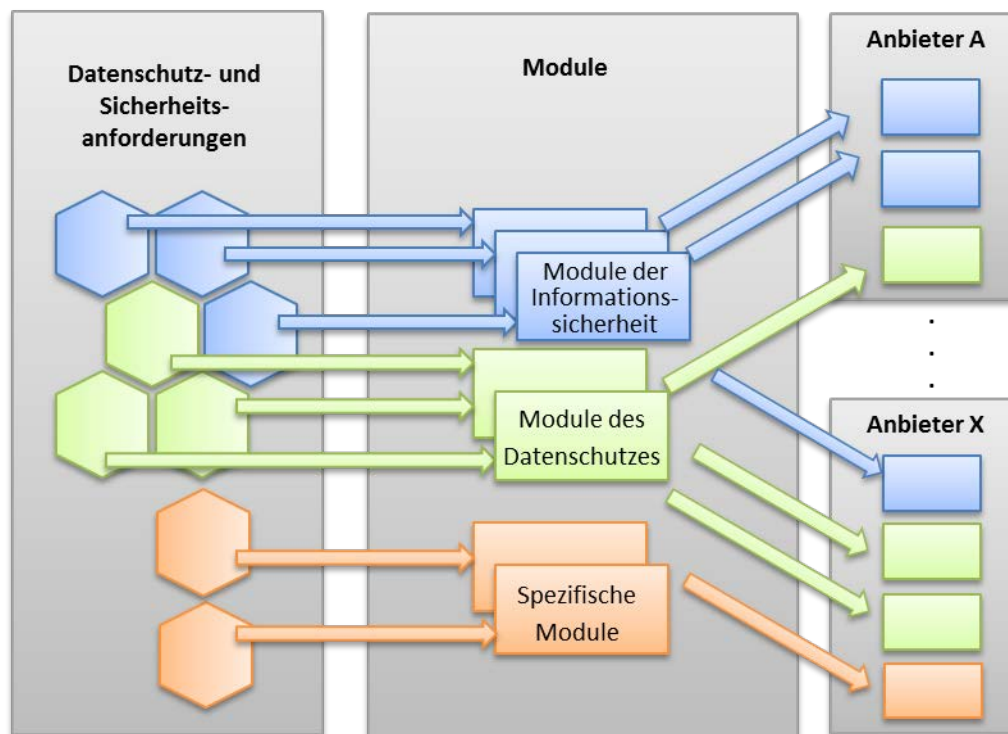 Datenschutz- und
Sicherheits-
anforderungen
Module
Module der
Informations-
sicherheit
Module des
Datenschutzes
Spezifische
Module
Anbieter A
.
.
.
Anbieter X